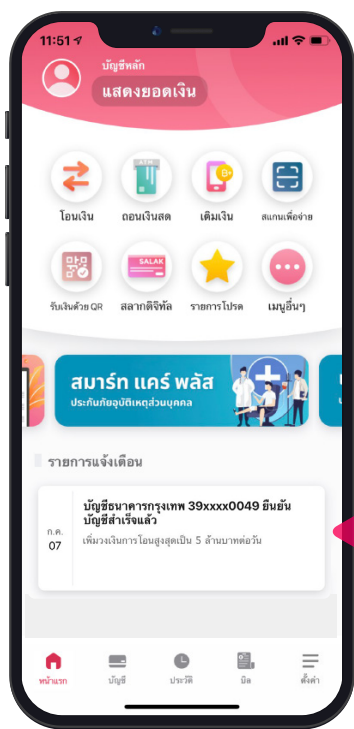 11:51
บัญชีหลัก
แสดงยอดเงิน
ATM
B+
โอนเงิน
ถอนเงินสด
เติมเงิน
สแกนเพื่อจ่าย
SALAK
รับเงินด้วย QR
สลากดิจิทัล
รายการโปรด
เมนูอื่นๆ
สมาร์ท แคร์ พลัส
ประกันภัยอุบัติเหตุส่วนบุคคล
รายการแจ้งเตือน
บัญชีธนาคารกรุงเทพ 39xxxx0049 ยืนยัน
บัญชีสำเร็จแล้ว
ก.ค.
07
เพิ่มวงเงินการโอนสูงสุดเป็น 5 ล้านบาทต่อวัน
หน้าแรก
บัญชี
ประวัติ
บิล
ตั้งค่า